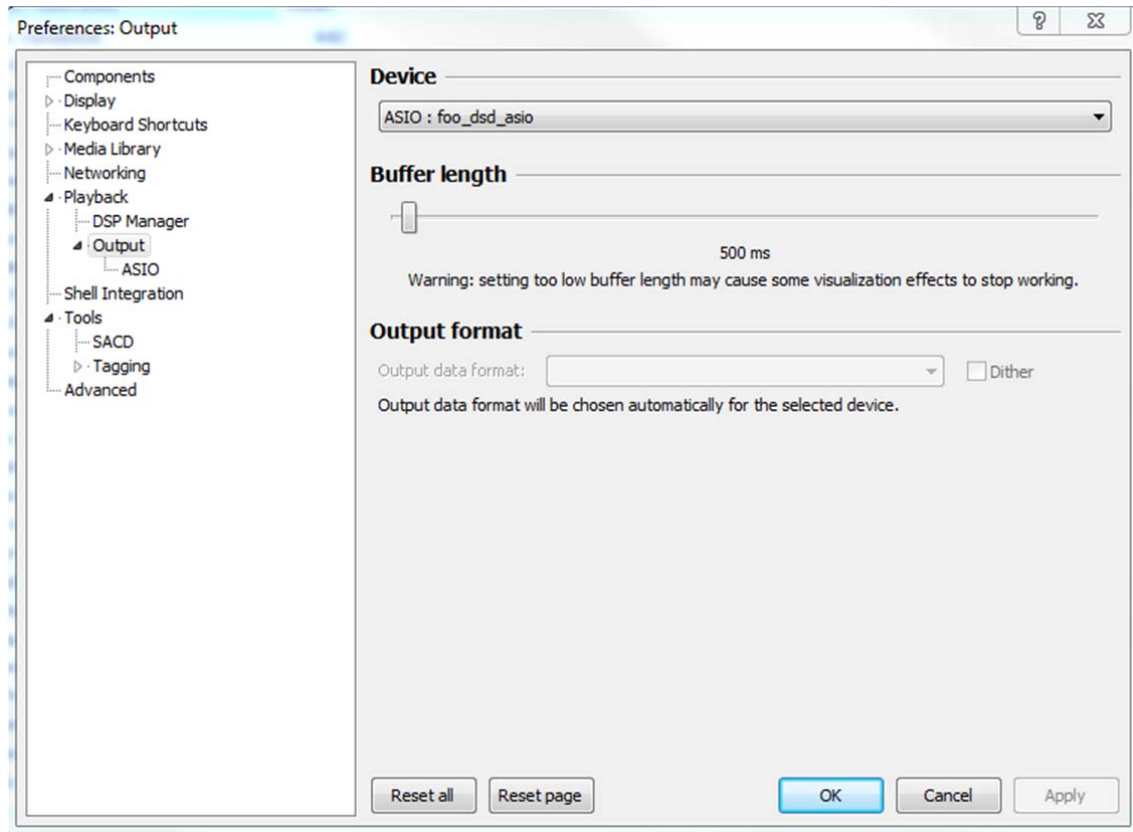 Preferences: Output
Components
Display
Keyboard Shortcuts
Media Library
Networking
Playback
DSP Manager
Output
ASIO
Shell Integration
Tools
SACD
Tagging
Advanced
Device
ASIO : foo_dsd_asio
Buffer length
500 ms
Warning: setting too low buffer length may cause some visualization effects to stop working.
Output format
Output data format:
Dither
Output data format will be chosen automatically for the selected device.
Reset all
Reset page
OK
Cancel
Apply